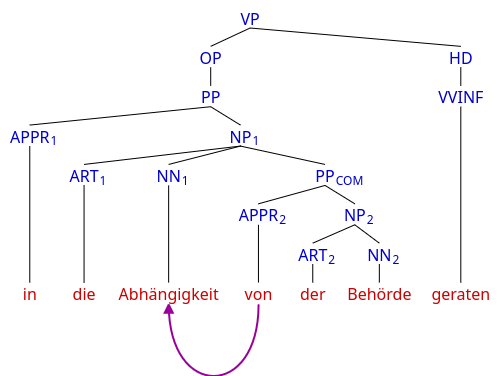 VP
OP HD
PP VVINF
APPR₁ NP₁
ART₁ NN₁ PP_COM
APPR₂ NP₂
ART₂ NN₂
in die Abhängigkeit von der Behörde geraten